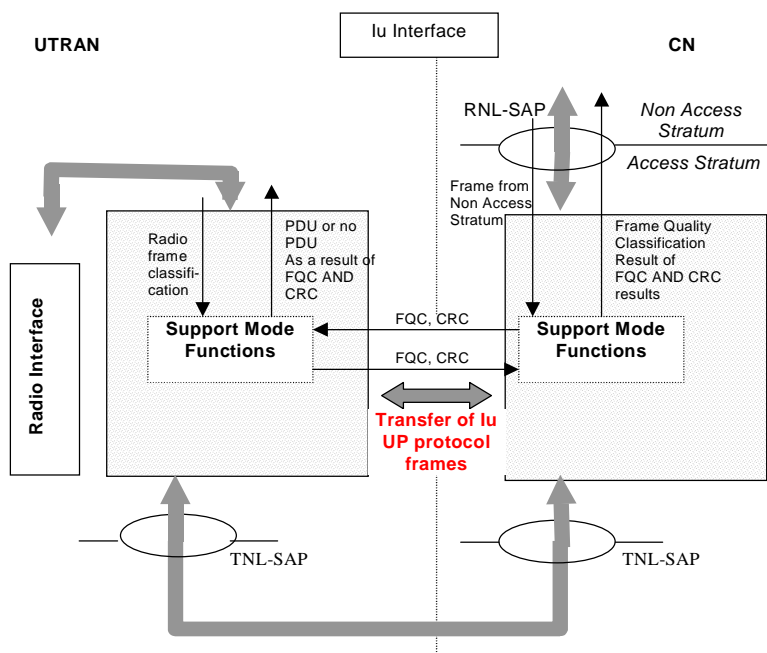 Iu Interface
UTRAN
CN
RNL-SAP
Non Access
Stratum
Access Stratum
Frame from
Non Access
Stratum
Radio
frame
classifi-
cation
PDU or no
PDU
As a result of
FQC AND
CRC
Frame Quality
Classification
Result of
FQC AND CRC
results
Radio Interface
Support Mode
Functions
FQC, CRC
FQC, CRC
Support Mode
Functions
Transfer of Iu
UP protocol
frames
TNL-SAP
TNL-SAP